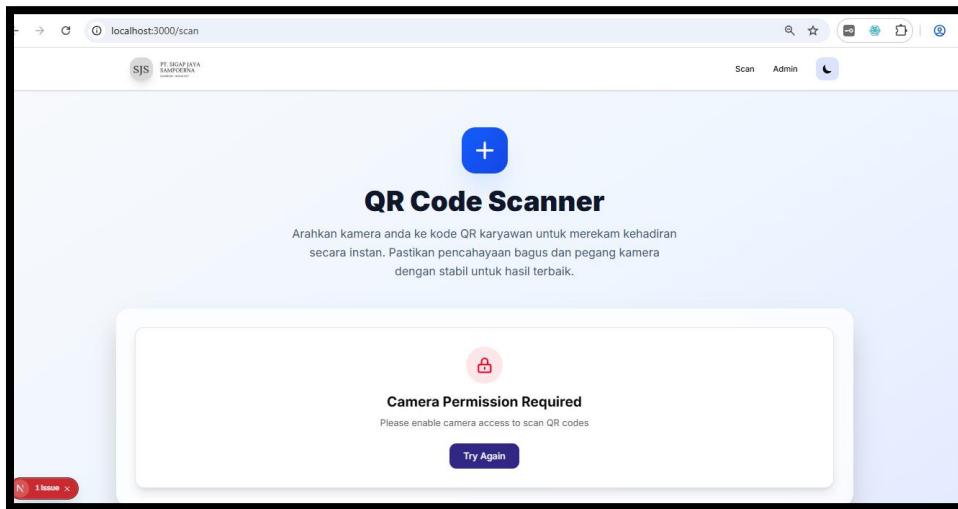 localhost:3000/scan
SJS
PT. SIGAP JAYA
SAMPOERNA
Scan Admin
QR Code Scanner
Arahkan kamera anda ke kode QR karyawan untuk merekam kehadiran
secara instan. Pastikan pencahayaan bagus dan pegang kamera
dengan stabil untuk hasil terbaik.
Camera Permission Required
Please enable camera access to scan QR codes
Try Again
N 1 Issue ×